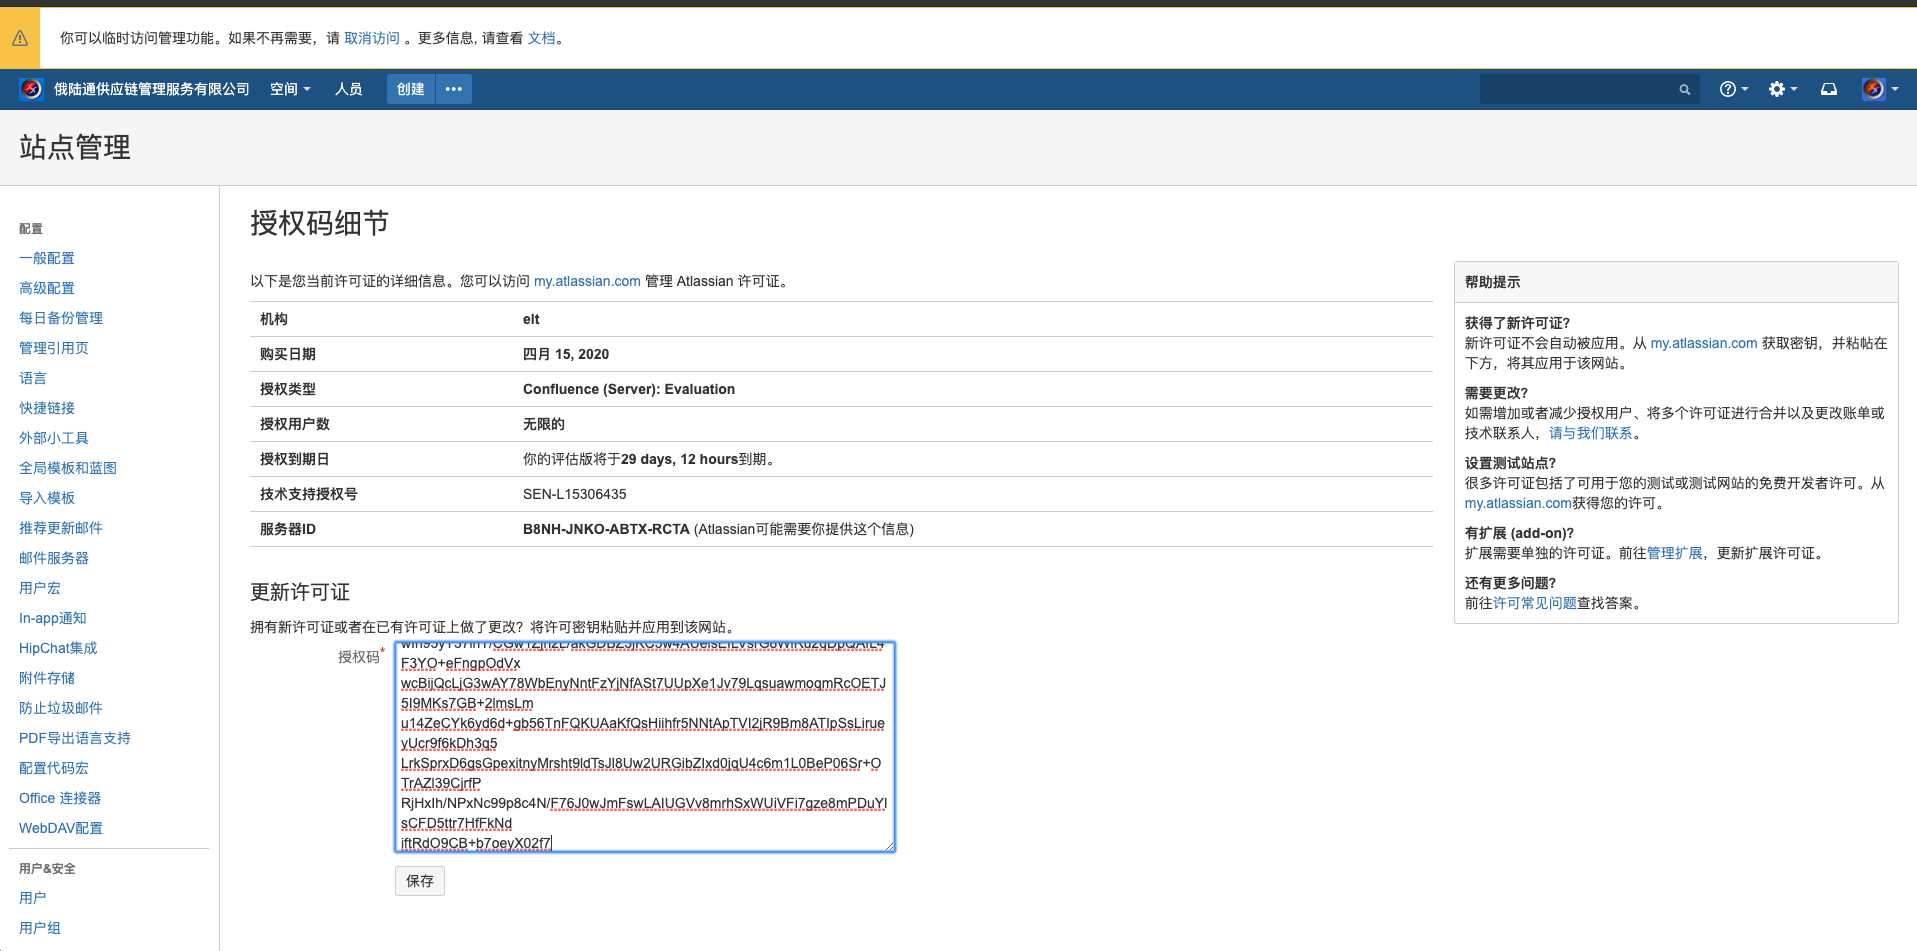 你可以临时访问管理功能。如果不再需要，请 取消访问 。更多信息, 请查看 文档。
俄陆通供应链管理服务有限公司 空间 人员 创建 •••
站点管理
配置
一般配置
高级配置
每日备份管理
管理引用页
语言
快捷链接
外部小工具
全局模板和蓝图
导入模板
推荐更新邮件
邮件服务器
用户宏
In-app通知
HipChat集成
附件存储
防止垃圾邮件
PDF导出语言支持
配置代码宏
Office 连接器
WebDAV配置
用户&安全
用户
用户组
授权码细节
以下是您当前许可证的详细信息。您可以访问 my.atlassian.com 管理 Atlassian 许可证。
机构 elt
购买日期 四月 15, 2020
授权类型 Confluence (Server): Evaluation
授权用户数 无限的
授权到期日 你的评估版将于29 days, 12 hours到期。
技术支持授权号 SEN-L15306435
服务器ID B8NH-JNKO-ABTX-RCTA (Atlassian可能需要你提供这个信息)
更新许可证
拥有新许可证或者在已有许可证上做了更改？将许可密钥粘贴并应用到该网站。
授权码*
F3YO+eFngpOdVx
wcBijQcLjG3wAY78WbEnyNntFzYjNfASt7UUpXe1Jv79LqsuawmoqmRcOETJ
5I9MKs7GB+2lmsLm
u14ZeCYk6yd6d+gb56TnFQKUAaKfQsHiihfr5NNtApTVI2jR9Bm8ATIpSsLirue
yUcr9f6kDh3q5
LrkSprxD6gsGpexitnyMrsht9ldTsJl8Uw2URGibZIxd0jqU4c6m1L0BeP06Sr+O
TrAZl39CjrfP
RjHxIh/NPxNc99p8c4N/F76J0wJmFswLAIUGVv8mrhSxWUiVFi7gze8mPDuYI
sCFD5ttr7HfFkNd
iftRdO9CB+b7oeyX02f7
保存
帮助提示
获得了新许可证?
新许可证不会自动被应用。从 my.atlassian.com 获取密钥，并粘帖在
下方，将其应用于该网站。
需要更改?
如需增加或者减少授权用户、将多个许可证进行合并以及更改账单或
技术联系人，请与我们联系。
设置测试站点?
很多许可证包括了可用于您的测试或测试网站的免费开发者许可。从
my.atlassian.com获得您的许可。
有扩展 (add-on)?
扩展需要单独的许可证。前往管理扩展，更新扩展许可证。
还有更多问题?
前往许可常见问题查找答案。